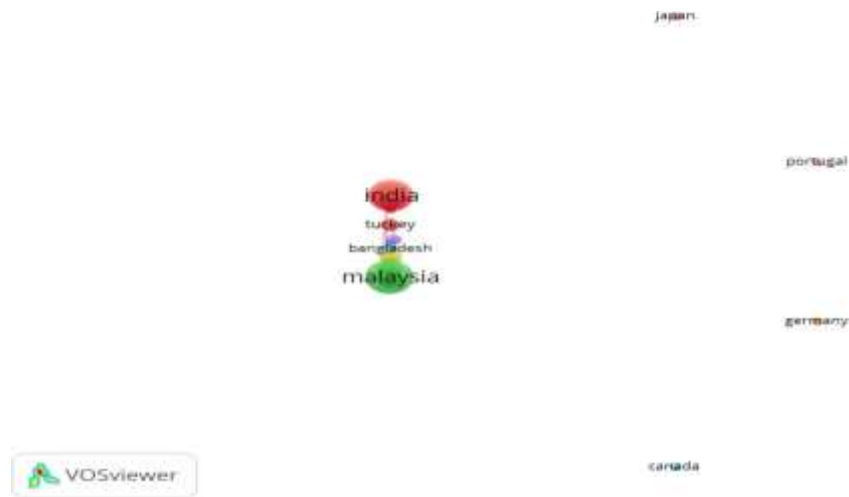 japan
portugal
india
turkey
bangladesh
malaysia
germany
canada
VOSviewer